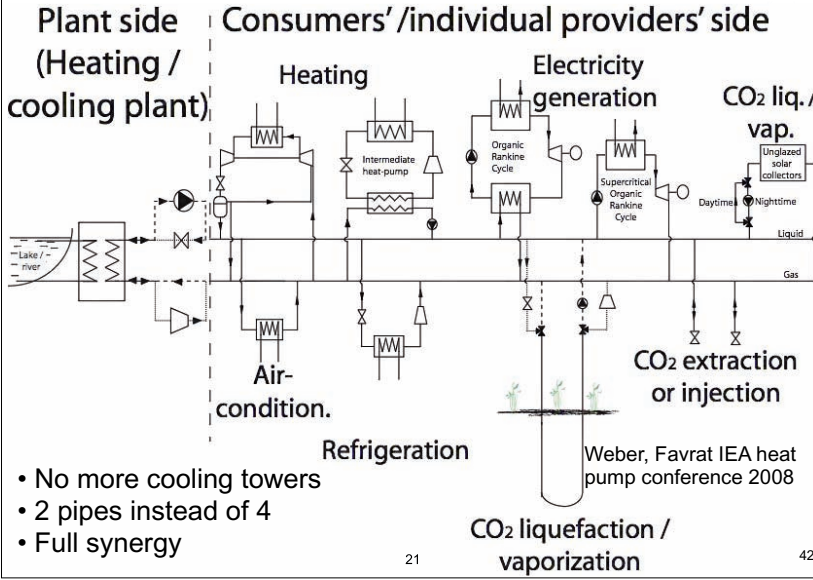 Plant side
(Heating /
cooling plant)
Consumers'/individual providers' side
Heating
Electricity
generation
CO2 liq./
vap.
Intermediate
heat-pump
Organic
Rankine
Cycle
Supercritical
Organic
Rankine
Cycle
Unglazed
solar
collectors
Daytime
Nighttime
Liquid
Lake /
river
Gas
Air-
condition.
Refrigeration
CO2 extraction
or injection
Weber, Favrat IEA heat
pump conference 2008
• No more cooling towers
• 2 pipes instead of 4
• Full synergy
CO2 liquefaction /
vaporization
21
42